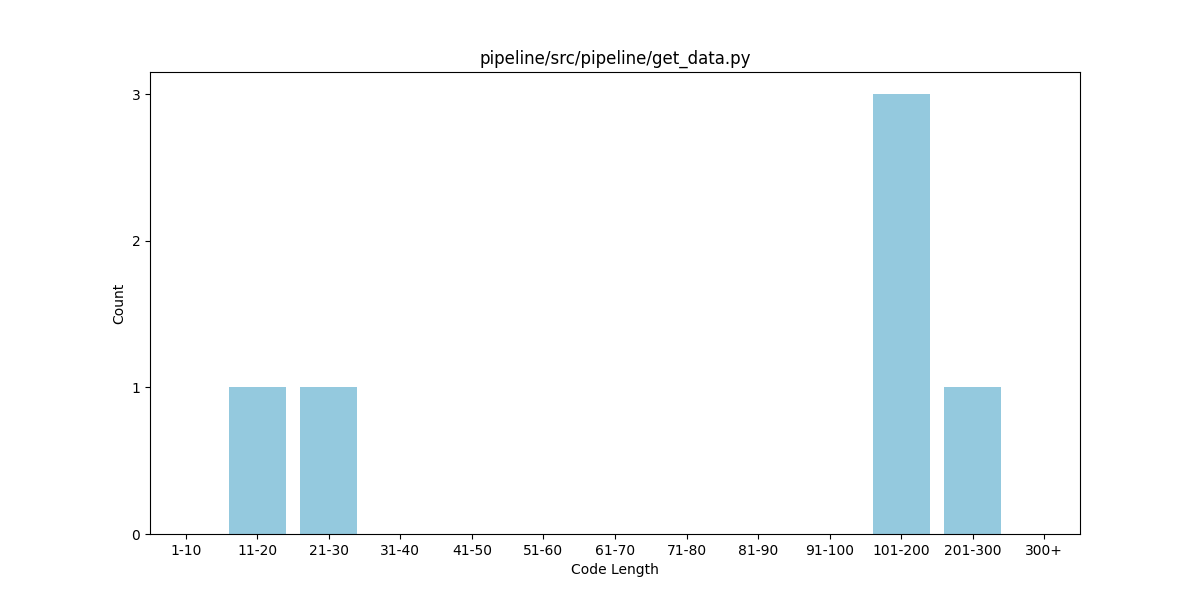 pipeline/src/pipeline/get_data.py
3
2
1
0
Count
1-10 11-20 21-30 31-40 41-50 51-60 61-70 71-80 81-90 91-100 101-200 201-300 300+
Code Length